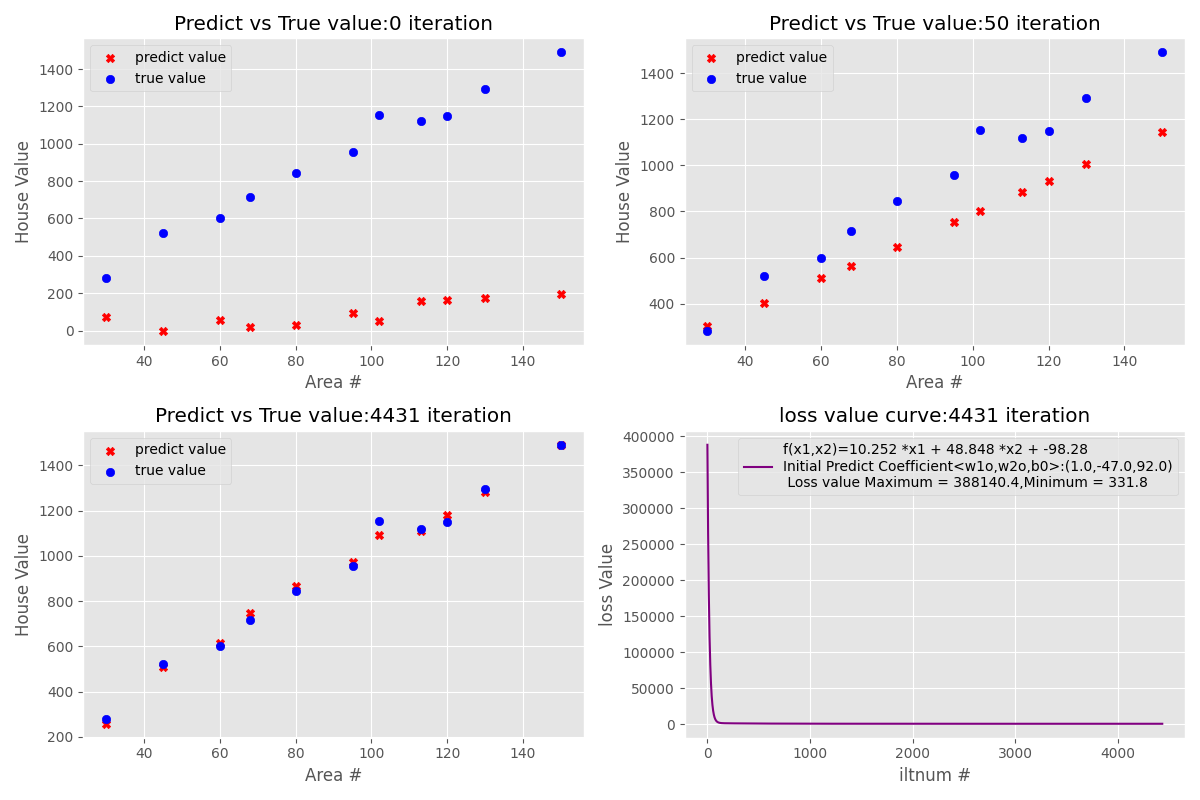 Predict vs True value:0 iteration
predict value
true value
1400
1200
1000
800
600
400
200
0
House Value
40
60
80
100
120
140
Area #
Predict vs True value:50 iteration
predict value
true value
1400
1200
1000
800
600
400
House Value
40
60
80
100
120
140
Area #
Predict vs True value:4431 iteration
predict value
true value
1400
1200
1000
800
600
400
200
House Value
40
60
80
100
120
140
Area #
loss value curve:4431 iteration
f(x1,x2)=10.252 *x1 + 48.848 *x2 + -98.28
Initial Predict Coefficient<w1o,w2o,b0>:(1.0,-47.0,92.0)
Loss value Maximum = 388140.4,Minimum = 331.8
400000
350000
300000
250000
200000
150000
100000
50000
0
loss Value
0
1000
2000
3000
4000
iltnum #